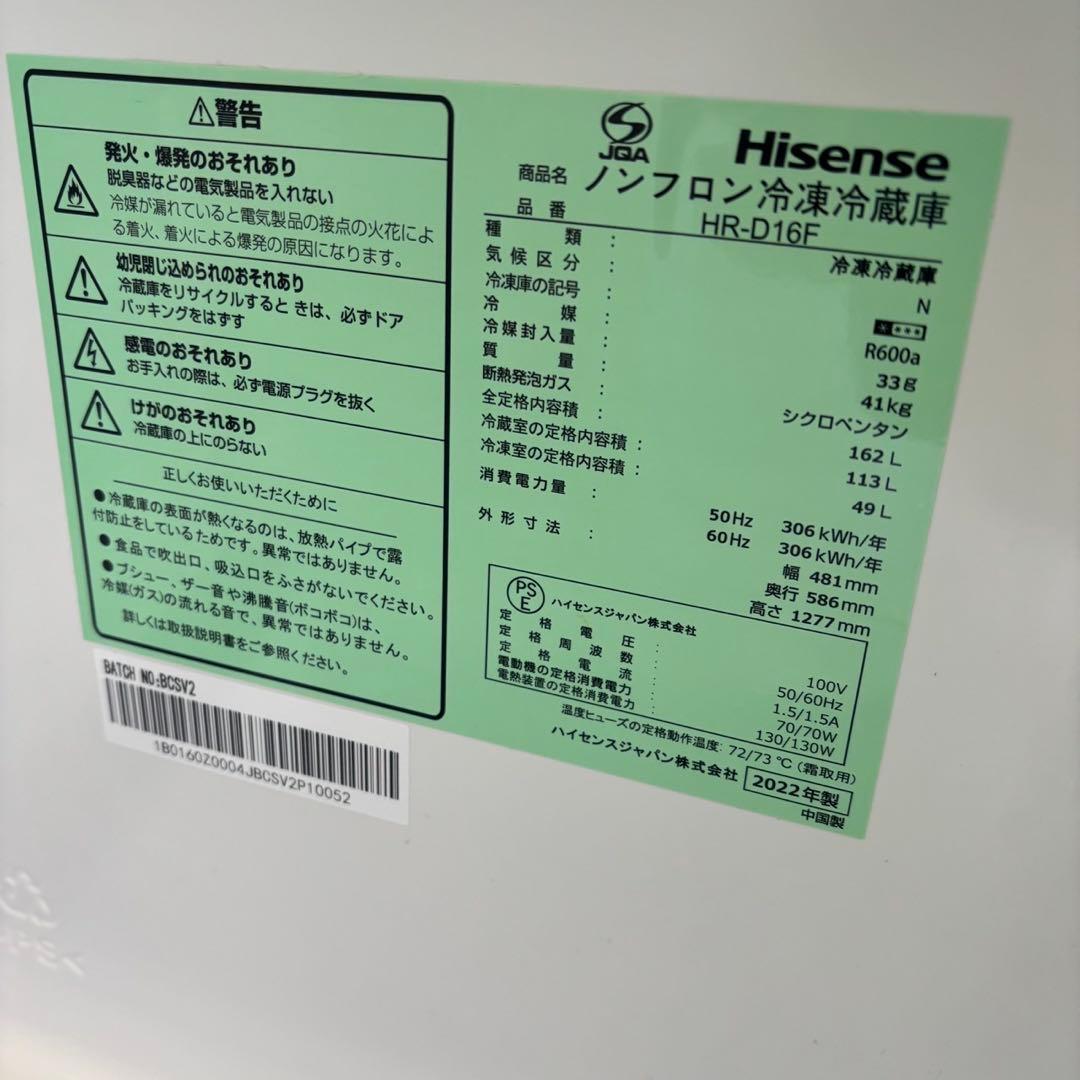 ⚠警告
発火・爆発のおそれあり
脱臭器などの電気製品を入れない
冷媒が漏れていると電気製品の接点の火花によ
る着火、着火による爆発の原因になります。
幼児閉じ込められのおそれあり
冷蔵庫をリサイクルすると きは、必ずドア
パッキングをはずす
感電のおそれあり
お手入れの際は、必ず電源プラグを抜く
けがのおそれあり
冷蔵庫の上にのらない
正しくお使いいただくために
●冷蔵庫の表面が熱くなるのは、放熱パイプで露
付防止をしているためです。異常ではありません。
●食品で吹出口、吸込口をふさがないでください。
●ブシュー、ザー音や沸騰音(ボコボコ)は、
冷媒(ガス)の流れる音で、異常ではありません。
詳しくは取扱説明書をご参照ください。
BATCH NO:BCSV2
1B0160Z0004JBCSV2P10052
JQA
Hisense
商品名 ノンフロン冷凍冷蔵庫
品番 HR-D16F
種類 : 冷凍冷蔵庫
気候区分 : N
冷凍庫の記号 :
冷媒 : R600a
冷媒封入量 : 33g
質量 : 41kg
断熱発泡ガス : シクロペンタン
全定格内容積 : 162L
冷蔵室の定格内容積 : 113L
冷凍室の定格内容積 : 49L
消費電力量 : 50Hz 306kWh/年
60Hz 306kWh/年
外形寸法 : 幅 481mm
奥行 586mm
高さ 1277mm
PS
E
ハイセンスジャパン株式会社
定格電圧 : 100V
定格周波数 : 50/60Hz
定格電流 : 1.5/1.5A
電動機の定格消費電力 : 70/70W
電熱装置の定格消費電力 : 130/130W
温度ヒューズの定格動作温度: 72/73℃(霜取用)
ハイセンスジャパン株式会社 2022年製
中国製